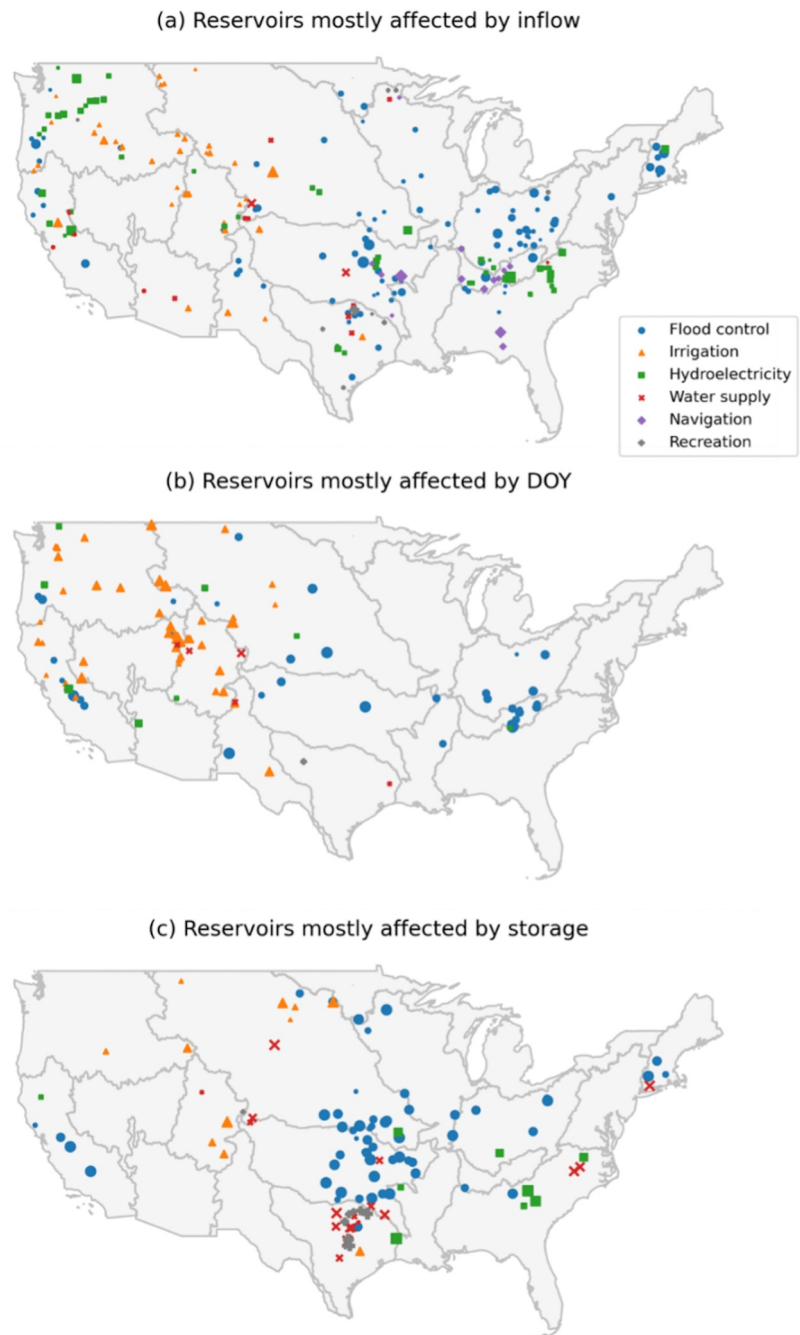 (a) Reservoirs mostly affected by inflow
Flood control
Irrigation
Hydroelectricity
Water supply
Navigation
Recreation
(b) Reservoirs mostly affected by DOY
(c) Reservoirs mostly affected by storage